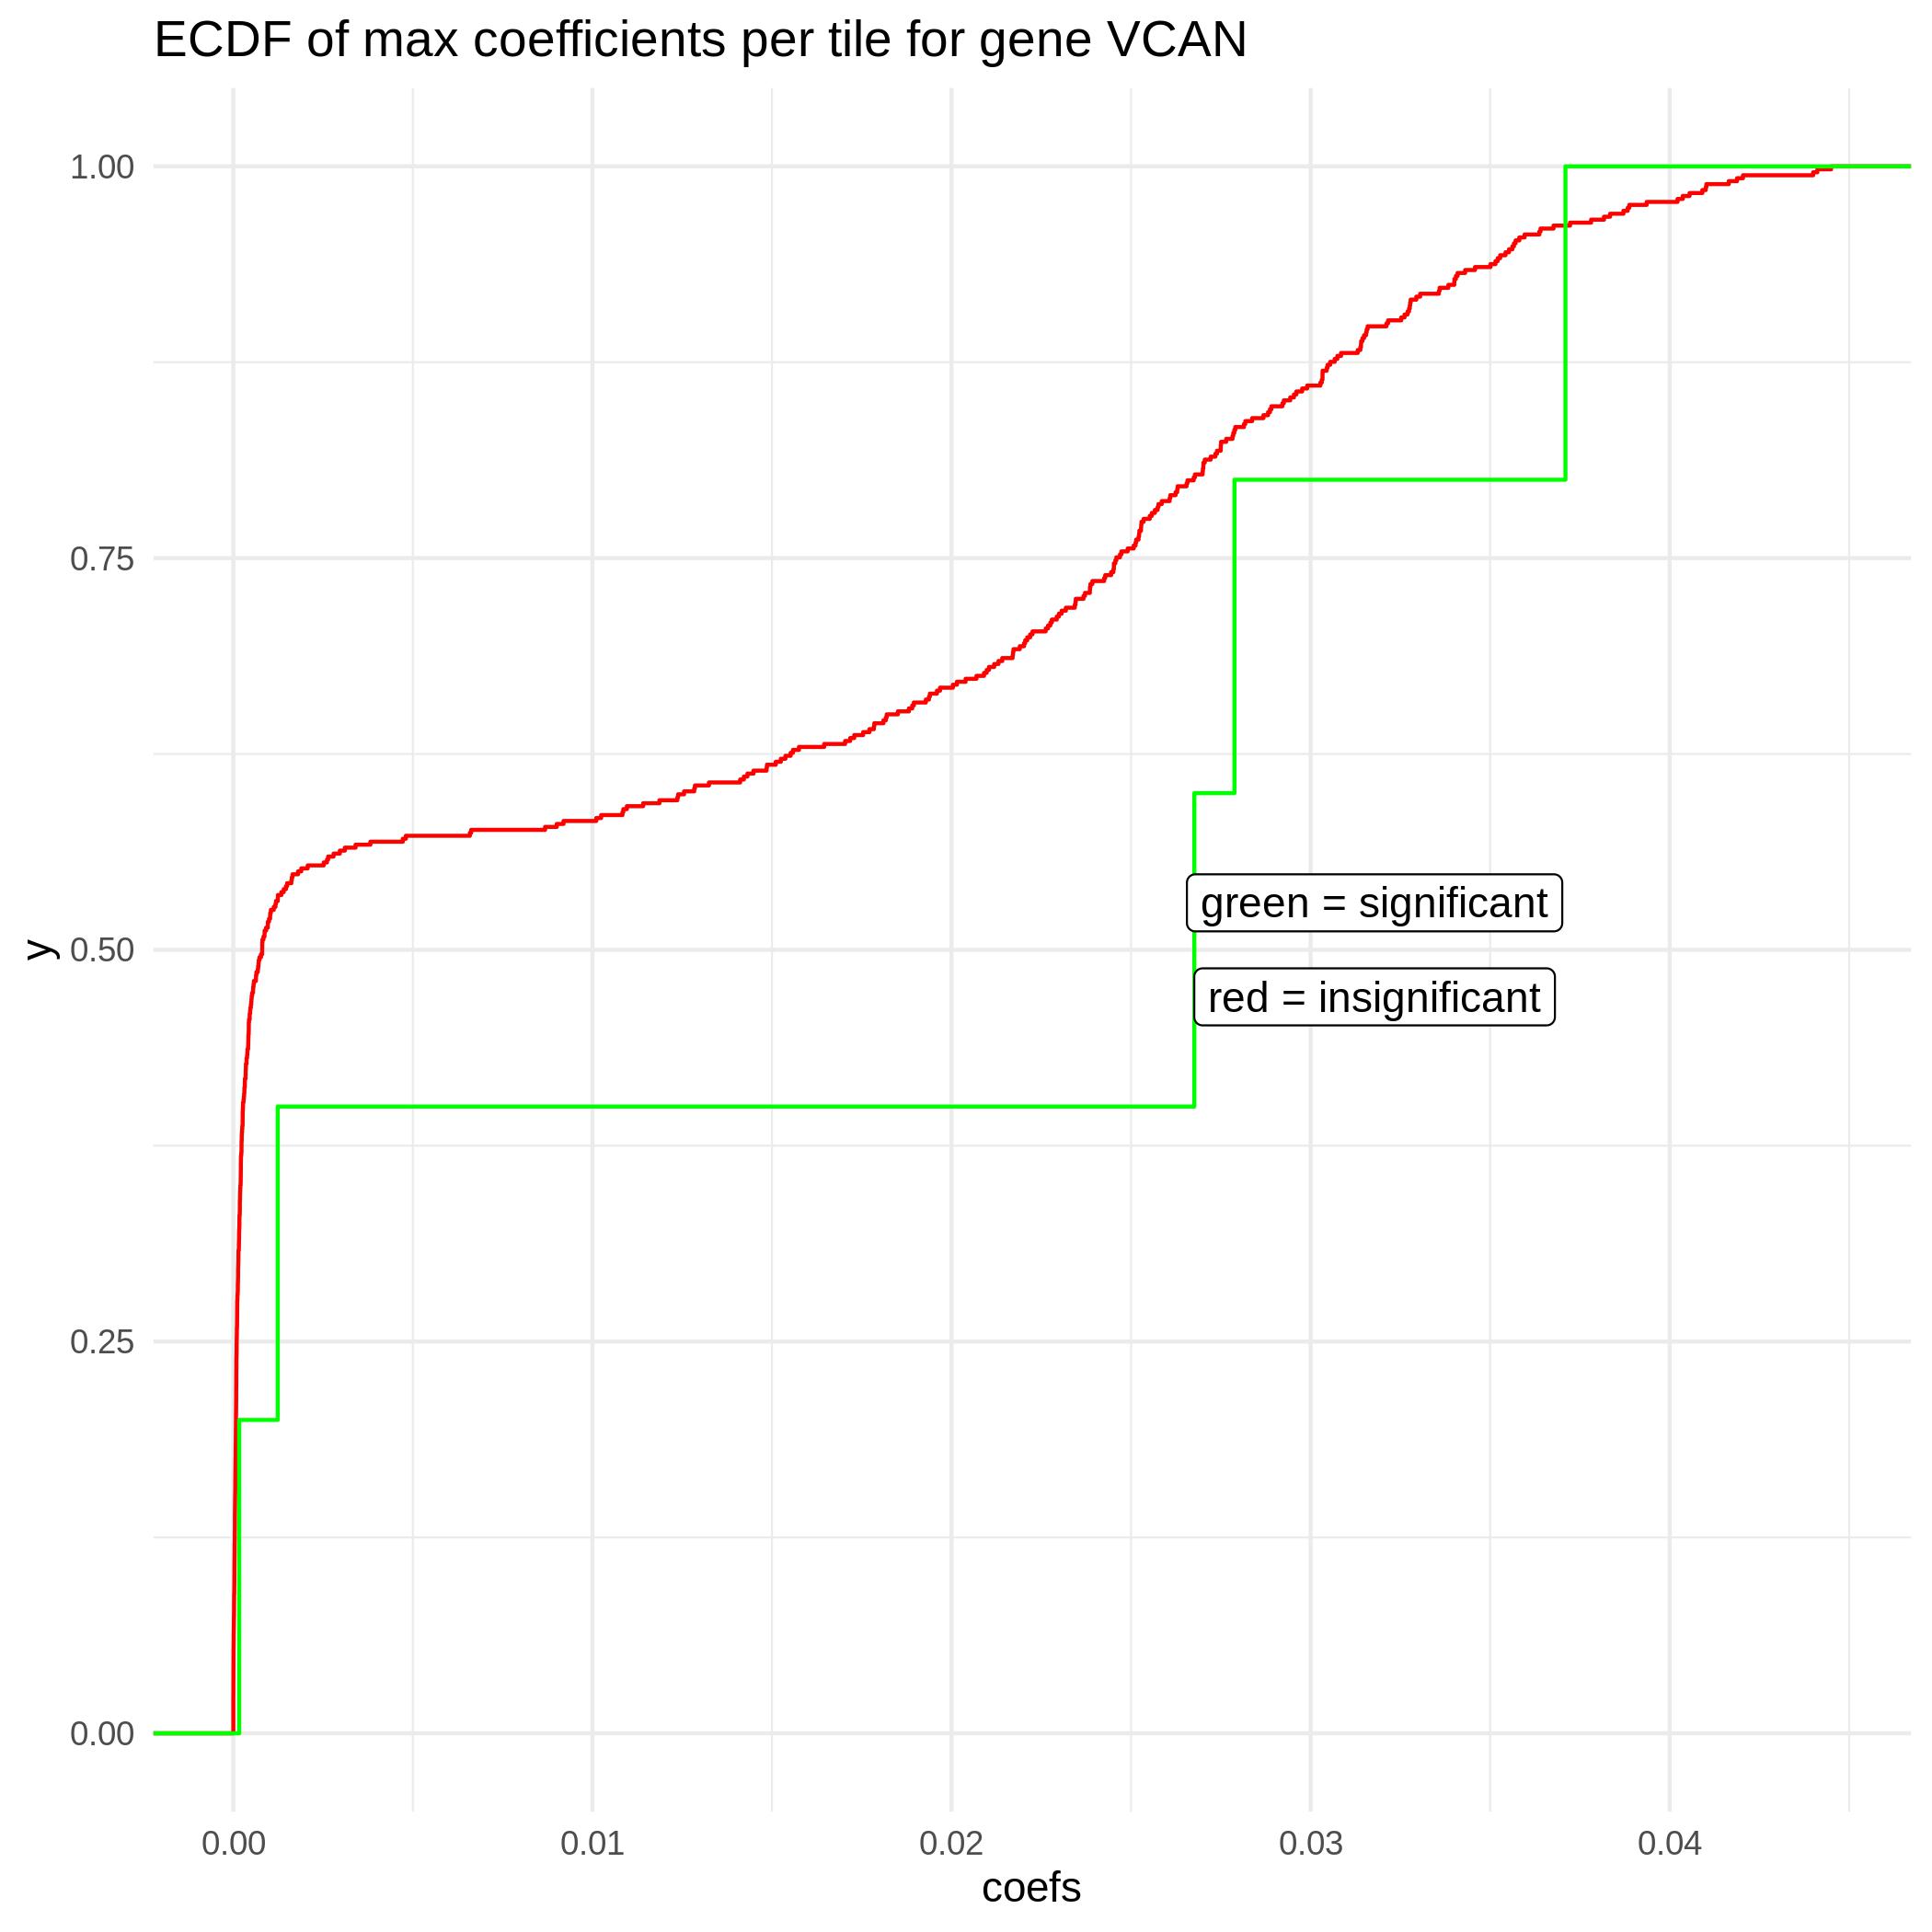 ECDF of max coefficients per tile for gene VCAN
1.00
0.75
0.50
0.25
0.00
y
green = significant
red = insignificant
0.00 0.01 0.02 0.03 0.04
coefs